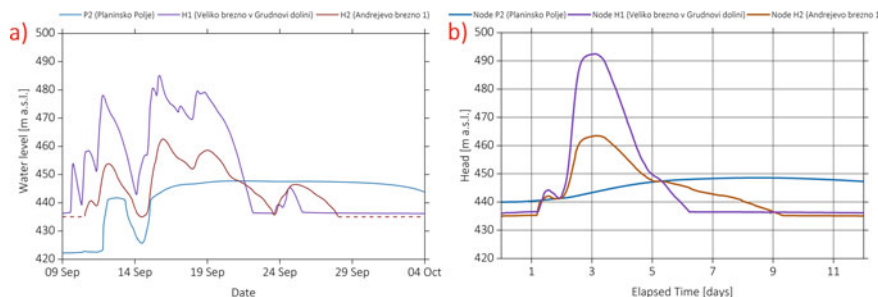 a)
P2 (Planinsko Polje) H1 (Veliko brezno v Grudnovi dolini) H2 (Andrejevo brezno 1)
Water level [m a.s.l.]
500
490
480
470
460
450
440
430
420
09 Sep 14 Sep 19 Sep 24 Sep 29 Sep 04 Oct
Date
b)
Node P2 (Planinsko Polje) Node H1 (Veliko brezno v Grudnovi dolini) Node H2 (Andrejevo brezno 1)
Head [m a.s.l.]
500
490
480
470
460
450
440
430
420
1 3 5 7 9 11
Elapsed Time [days]